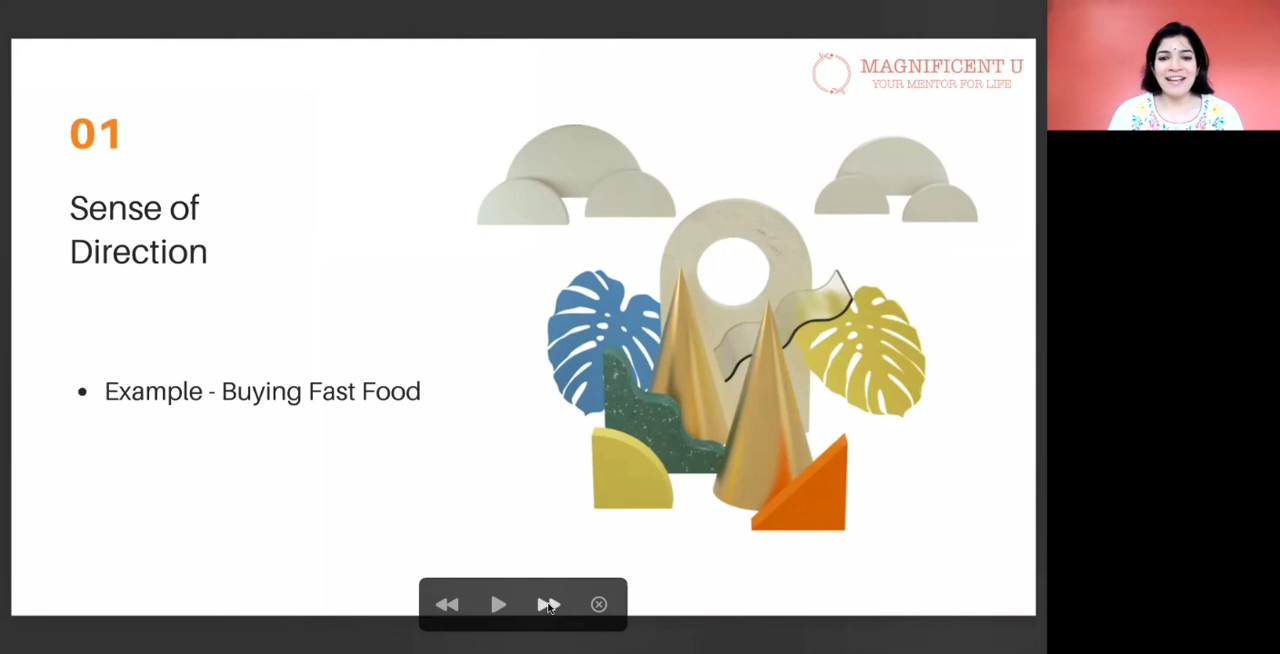 MAGNIFICENT U
YOUR MENTOR FOR LIFE
01
Sense of
Direction
• Example - Buying Fast Food